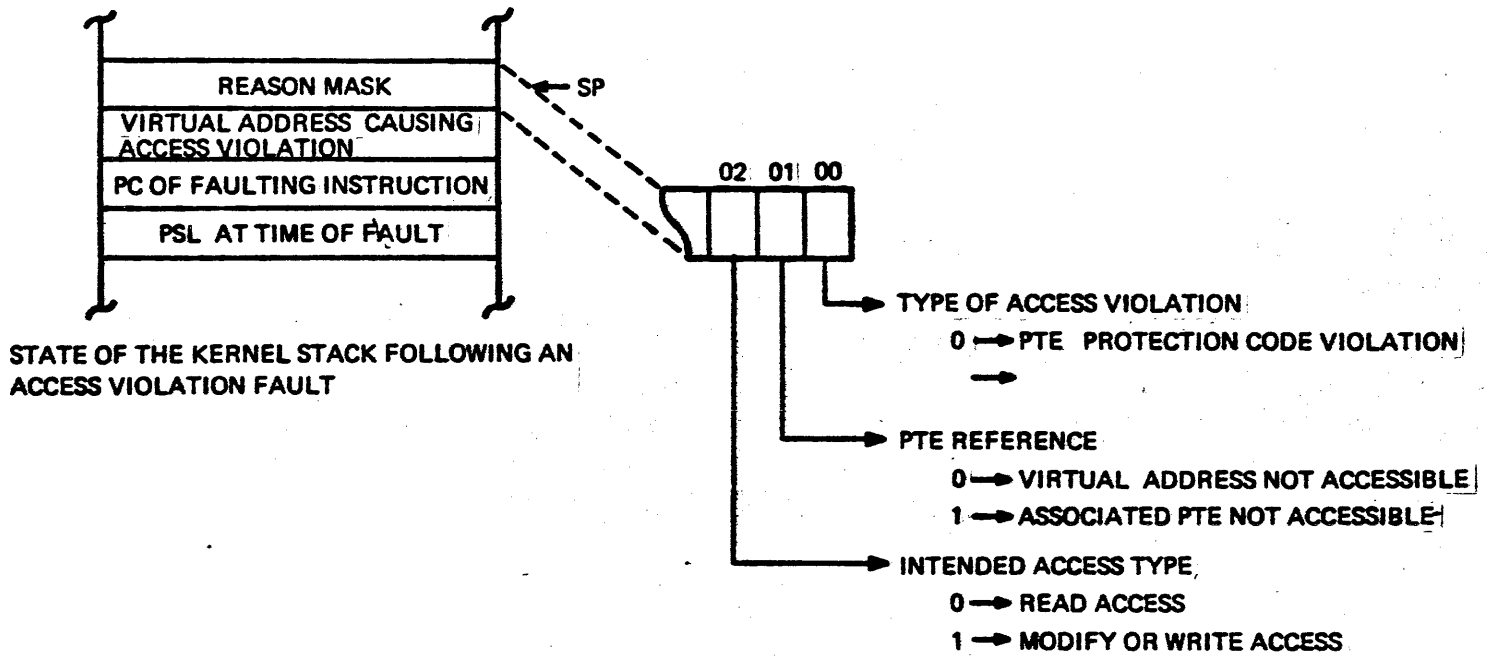 REASON MASK
SP
VIRTUAL ADDRESS CAUSING
ACCESS VIOLATION
PC OF FAULTING INSTRUCTION
PSL AT TIME OF FAULT
02 01 00
TYPE OF ACCESS VIOLATION
0 → PTE PROTECTION CODE VIOLATION
→
STATE OF THE KERNEL STACK FOLLOWING AN
ACCESS VIOLATION FAULT
PTE REFERENCE
0 → VIRTUAL ADDRESS NOT ACCESSIBLE
1 → ASSOCIATED PTE NOT ACCESSIBLE
INTENDED ACCESS TYPE
0 → READ ACCESS
1 → MODIFY OR WRITE ACCESS